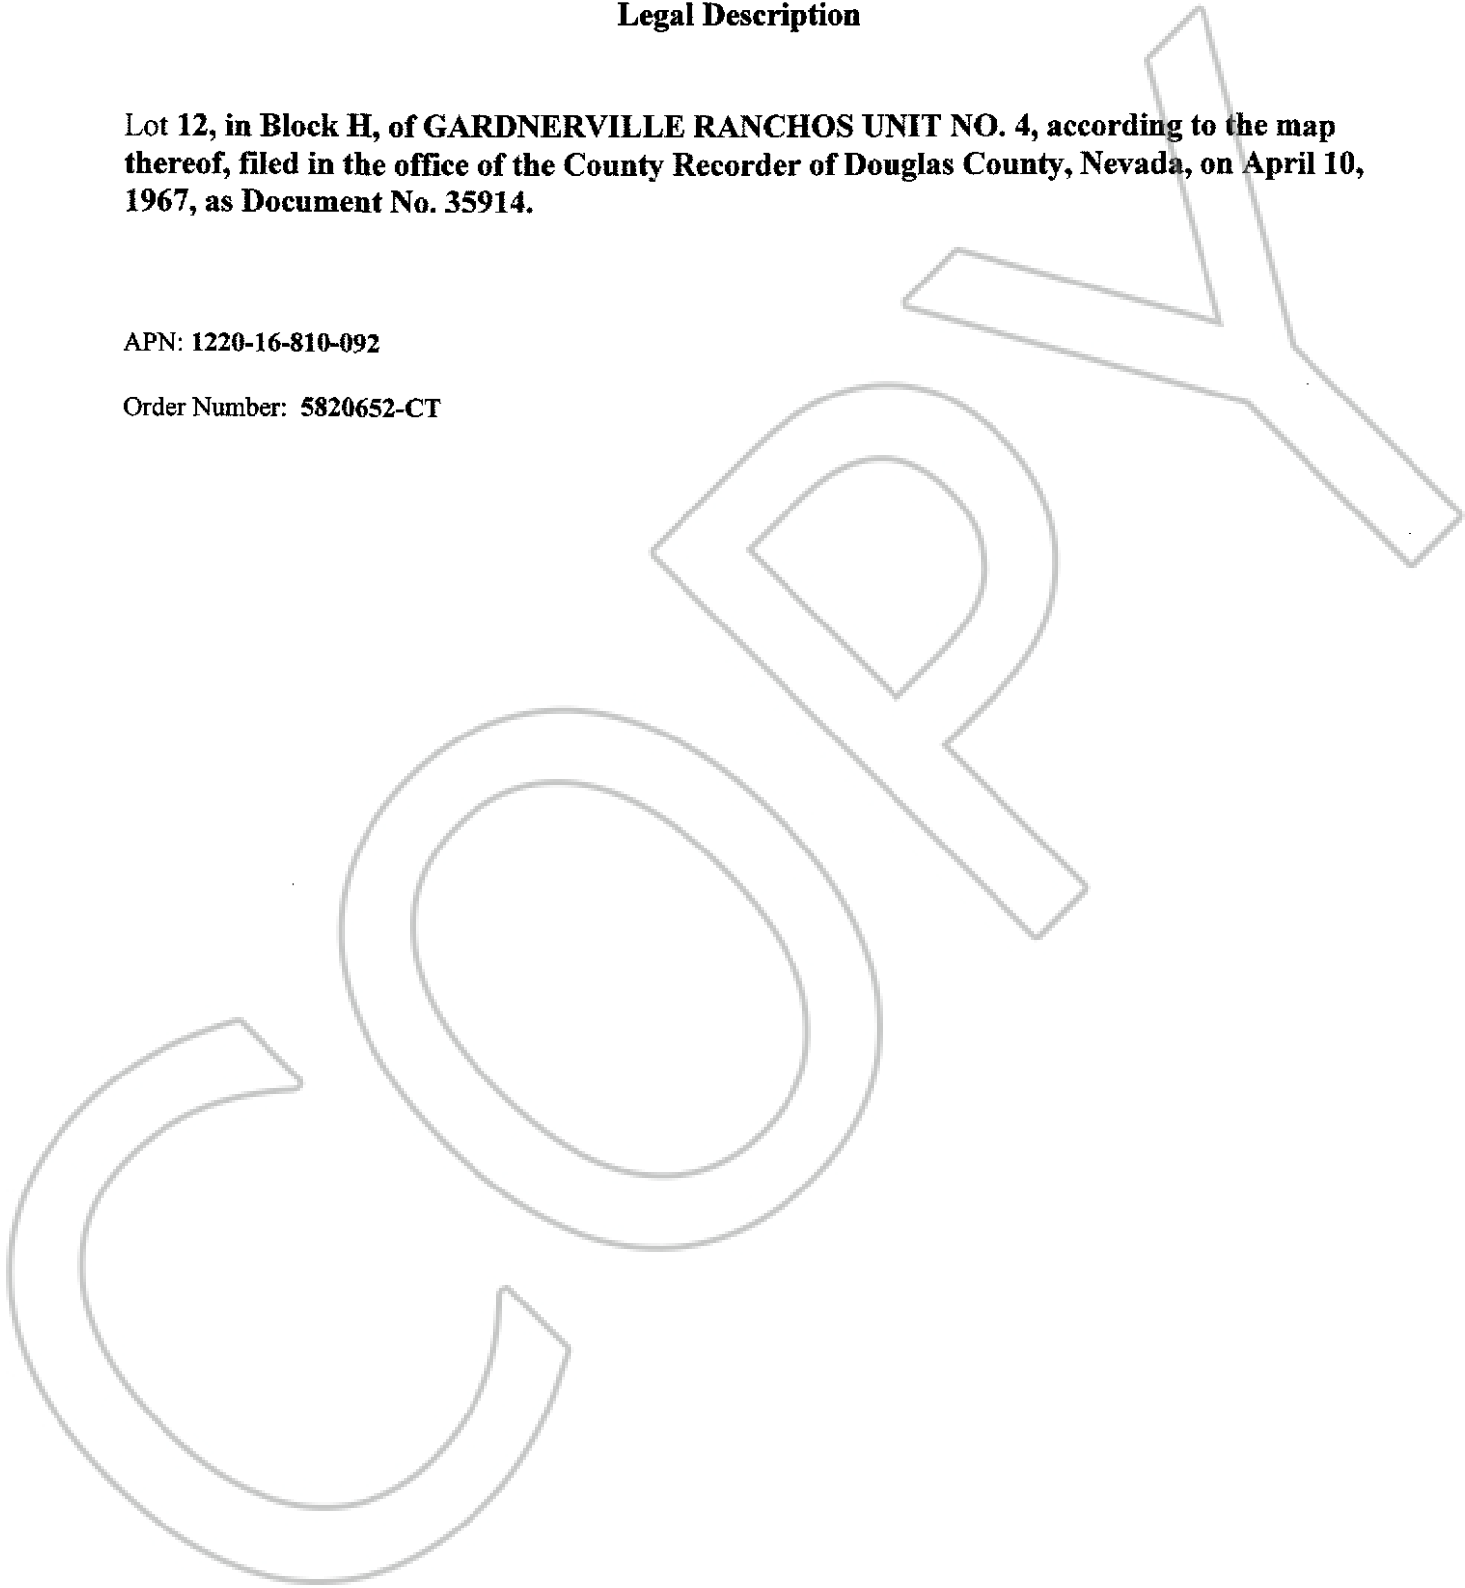 Legal Description
Lot 12, in Block H, of GARDNERVILLE RANCHOS UNIT NO. 4, according to the map
thereof, filed in the office of the County Recorder of Douglas County, Nevada, on April 10,
1967, as Document No. 35914.
APN: 1220-16-810-092
Order Number: 5820652-CT
COPY